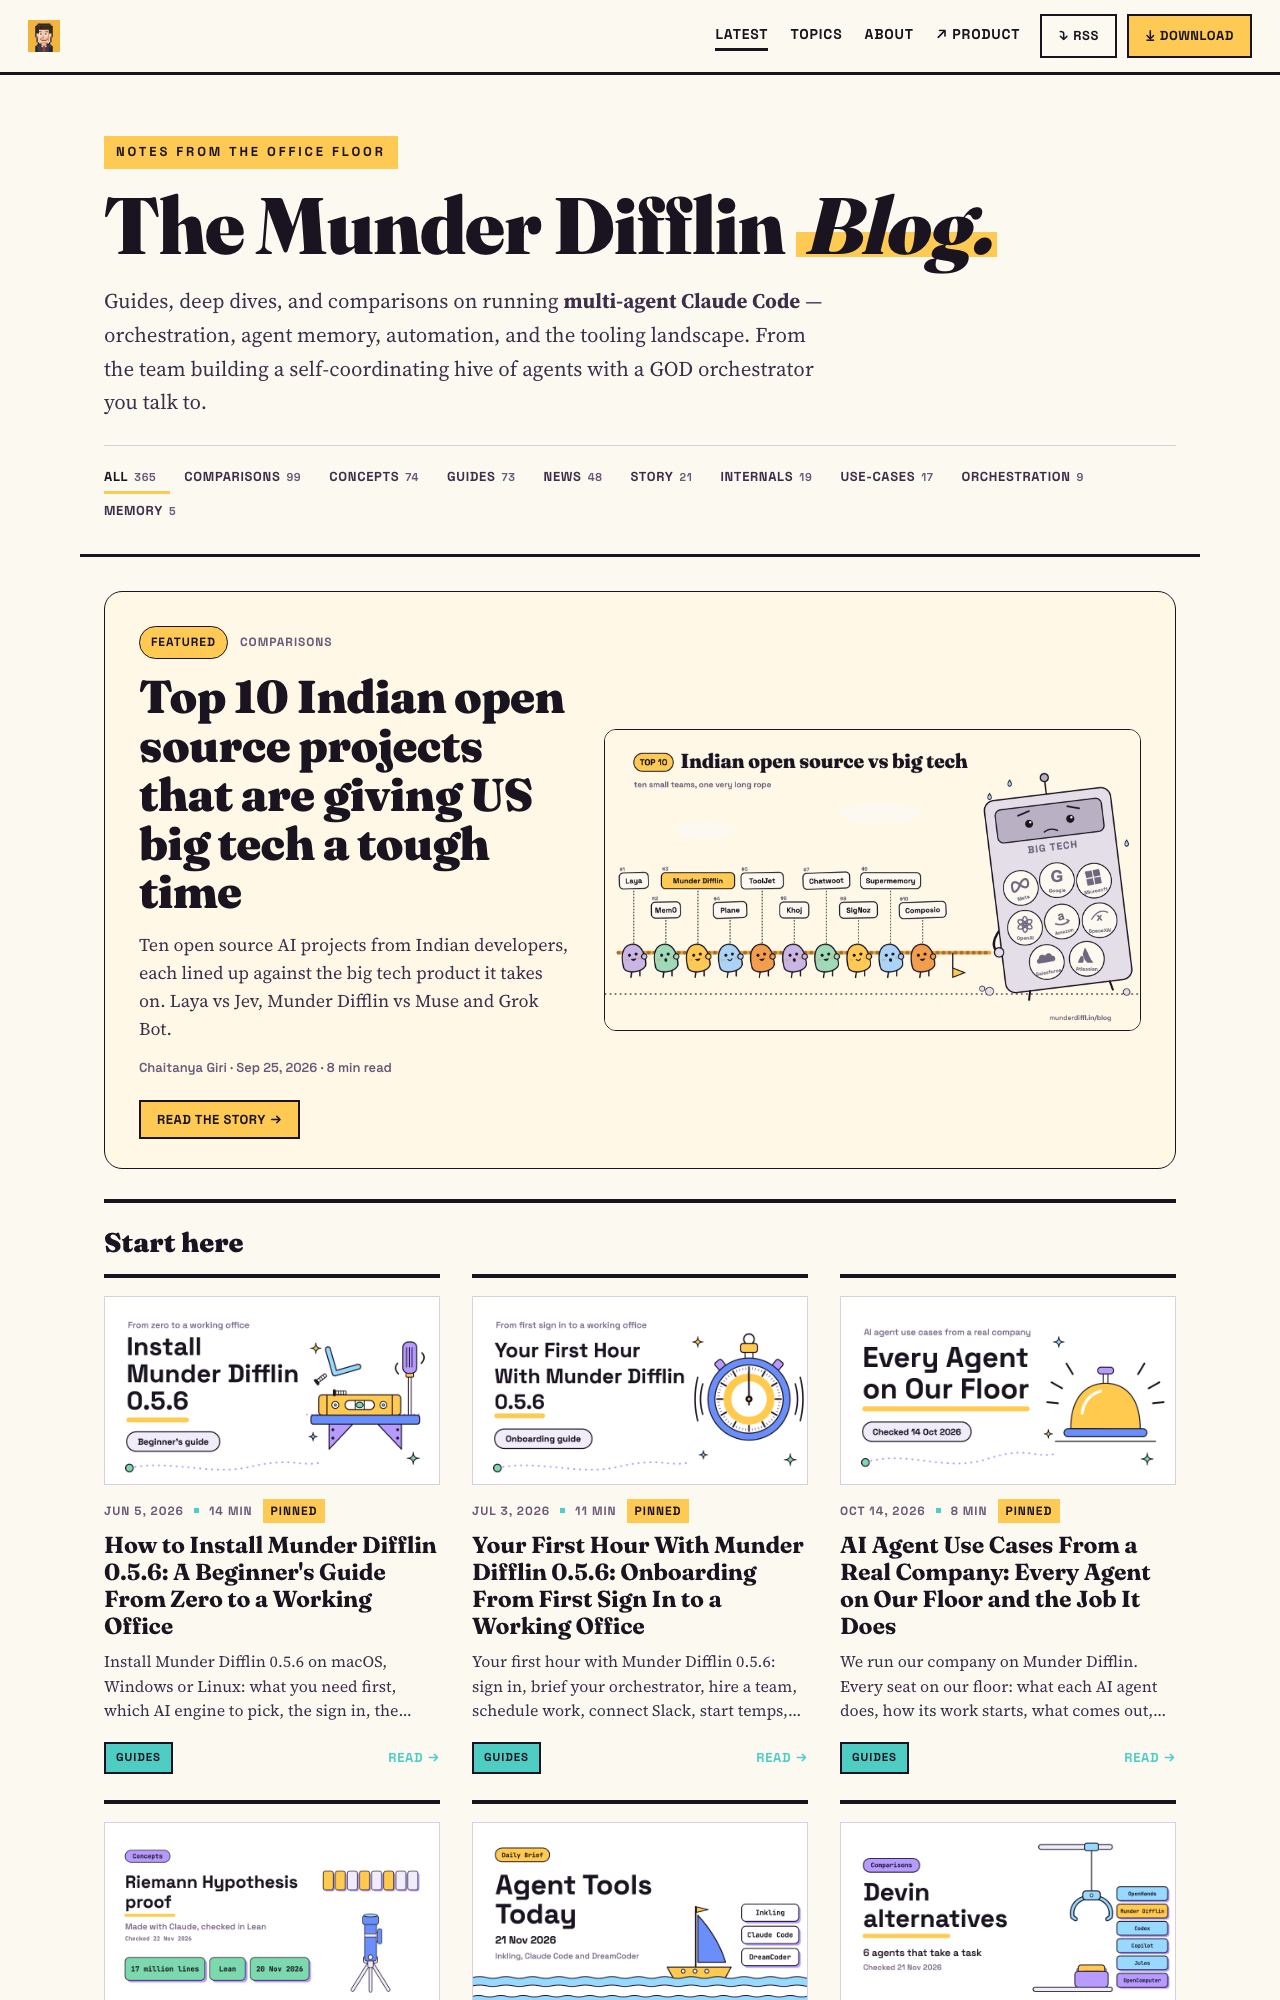 LATEST TOPICS ABOUT ↗ PRODUCT RSS DOWNLOAD
NOTES FROM THE OFFICE FLOOR
The Munder Difflin Blog.
Guides, deep dives, and comparisons on running multi-agent Claude Code —
orchestration, agent memory, automation, and the tooling landscape. From
the team building a self-coordinating hive of agents with a GOD orchestrator
you talk to.
ALL 365 COMPARISONS 99 CONCEPTS 74 GUIDES 73 NEWS 48 STORY 21 INTERNALS 19 USE-CASES 17 ORCHESTRATION 9
MEMORY 5
FEATURED COMPARISONS
Top 10 Indian open
source projects
that are giving US
big tech a tough
time
Ten open source AI projects from Indian developers,
each lined up against the big tech product it takes
on. Laya vs Jev, Munder Difflin vs Muse and Grok
Bot.
Chaitanya Giri · Sep 25, 2026 · 8 min read
READ THE STORY →
TOP 10 Indian open source vs big tech
ten small teams, one very long rope
BIG TECH
Laya Munder Difflin ToolJet Chatwoot Supermemory
Mem0 Plane Khoj SigNoz Composio
Meta Google Microsoft
OpenAI Amazon SpaceXAI
Salesforce Atlassian
munderdiffl.in/blog
Start here
From zero to a working office
Install
Munder Difflin
0.5.6
Beginner's guide
JUN 5, 2026 14 MIN PINNED
How to Install Munder Difflin
0.5.6: A Beginner's Guide
From Zero to a Working
Office
Install Munder Difflin 0.5.6 on macOS,
Windows or Linux: what you need first,
which AI engine to pick, the sign in, the...
GUIDES READ →
From first sign in to a working office
Your First Hour
With Munder Difflin
0.5.6
Onboarding guide
JUL 3, 2026 11 MIN PINNED
Your First Hour With Munder
Difflin 0.5.6: Onboarding
From First Sign In to a
Working Office
Your first hour with Munder Difflin 0.5.6:
sign in, brief your orchestrator, hire a team,
schedule work, connect Slack, start temps,...
GUIDES READ →
AI agent use cases from a real company
Every Agent
on Our Floor
Checked 14 Oct 2026
OCT 14, 2026 8 MIN PINNED
AI Agent Use Cases From a
Real Company: Every Agent
on Our Floor and the Job It
Does
We run our company on Munder Difflin.
Every seat on our floor: what each AI agent
does, how its work starts, what comes out,...
GUIDES READ →
Concepts
Riemann Hypothesis
proof
Made with Claude, checked in Lean
Checked 22 Nov 2026
17 million lines Lean 20 Nov 2026
Daily Brief
Agent Tools
Today
21 Nov 2026
Inkling, Claude Code and DreamCoder
Inkling
Claude Code
DreamCoder
Comparisons
Devin
alternatives
6 agents that take a task
Checked 21 Nov 2026
OpenHands
Munder Difflin
Codex
Copilot
Jules
OpenComputer